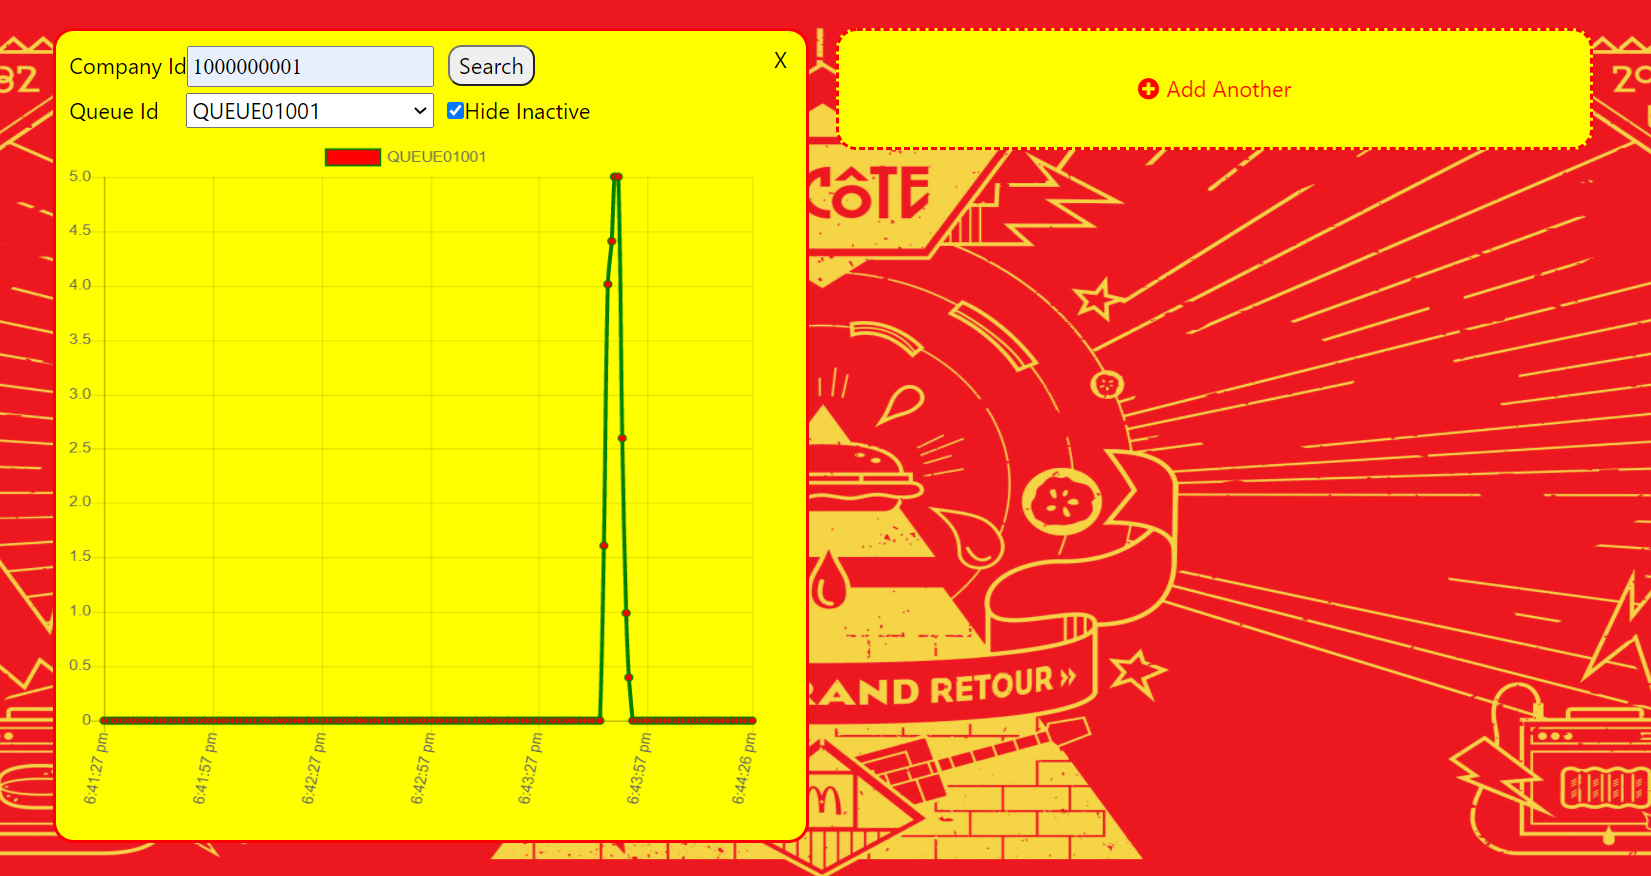 Company Id 1000000001 Search X
Queue Id QUEUE01001 Hide Inactive
QUEUE01001
5.0
4.5
4.0
3.5
3.0
2.5
2.0
1.5
1.0
0.5
0
6:41:27 pm
6:41:57 pm
6:42:27 pm
6:42:57 pm
6:43:27 pm
6:43:57 pm
6:44:26 pm
Add Another
CÔTE
RAND RETOUR »